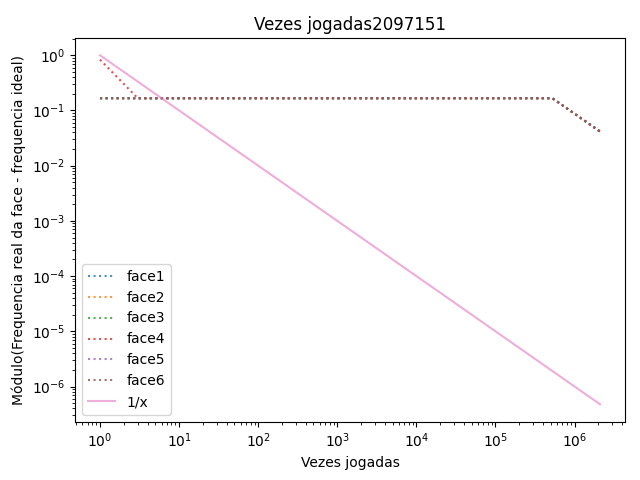 Vezes jogadas2097151
Módulo(Frequencia real da face - frequencia ideal)
10^0
10^-1
10^-2
10^-3
10^-4
10^-5
10^-6
face1
face2
face3
face4
face5
face6
1/x
10^0 10^1 10^2 10^3 10^4 10^5 10^6
Vezes jogadas